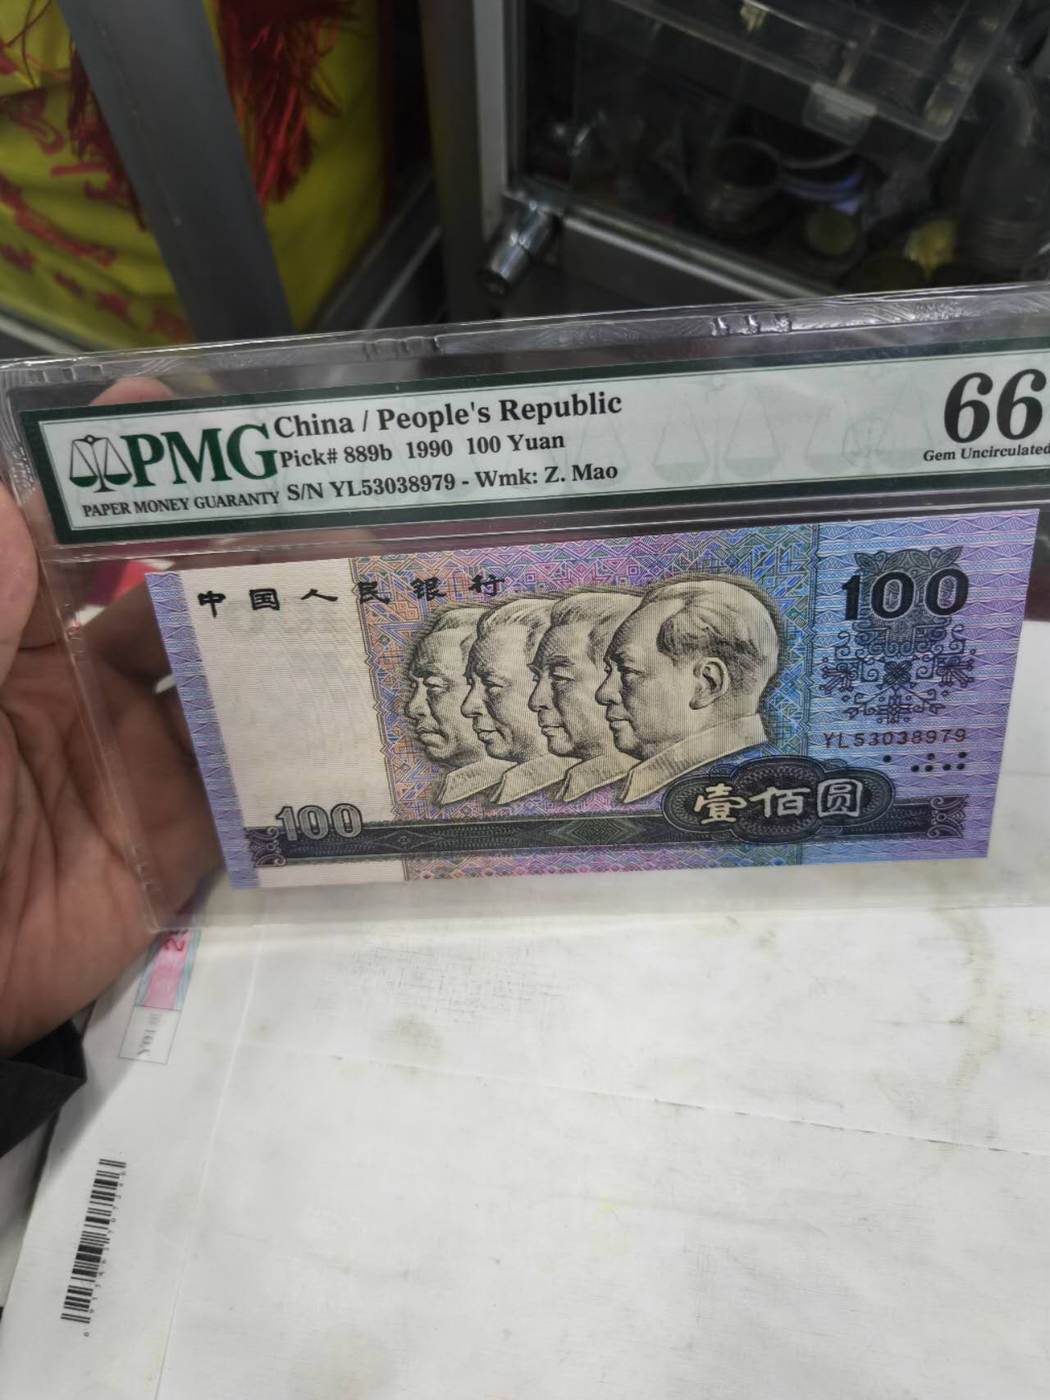 PMG
PAPER MONEY GUARANTY
China / People's Republic
Pick# 889b 1990 100 Yuan
S/N YL53038979 - Wmk: Z. Mao
66
Gem Uncirculated
中国人民银行
100
YL53038979
100
壹佰圆